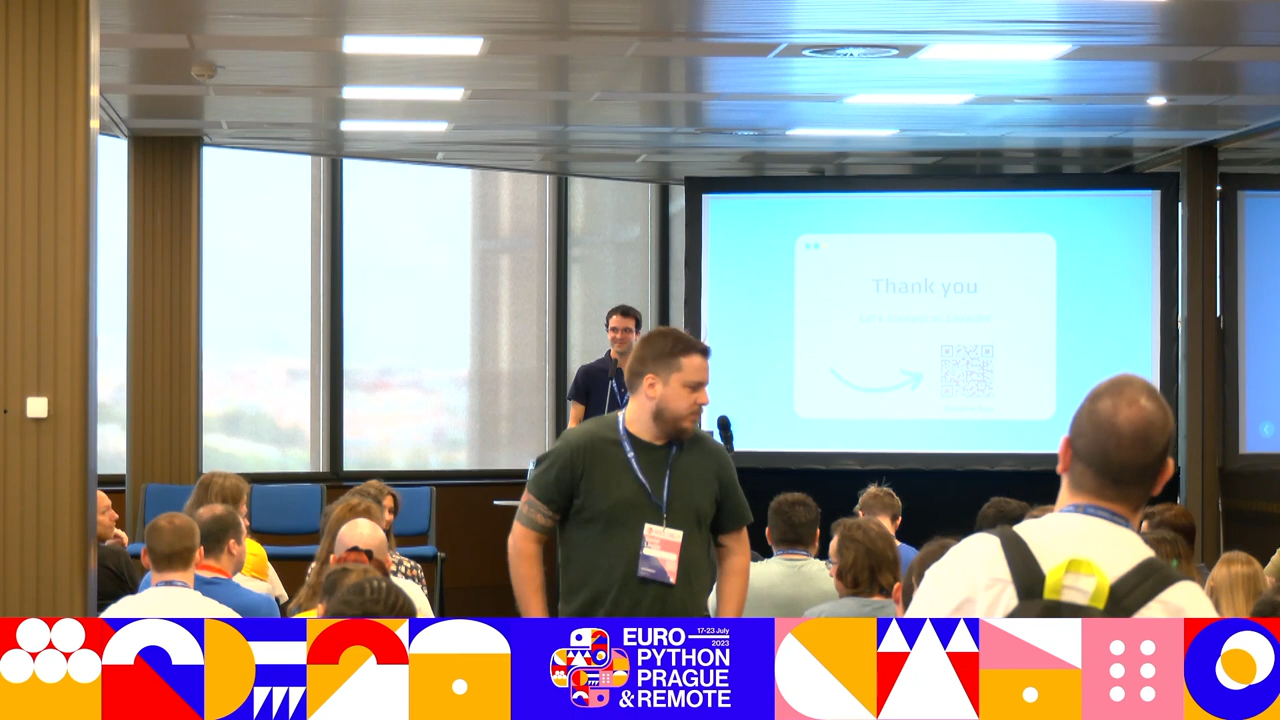 Thank you
EURO
17-23 July
2023
PYTHON
PRAGUE
& REMOTE